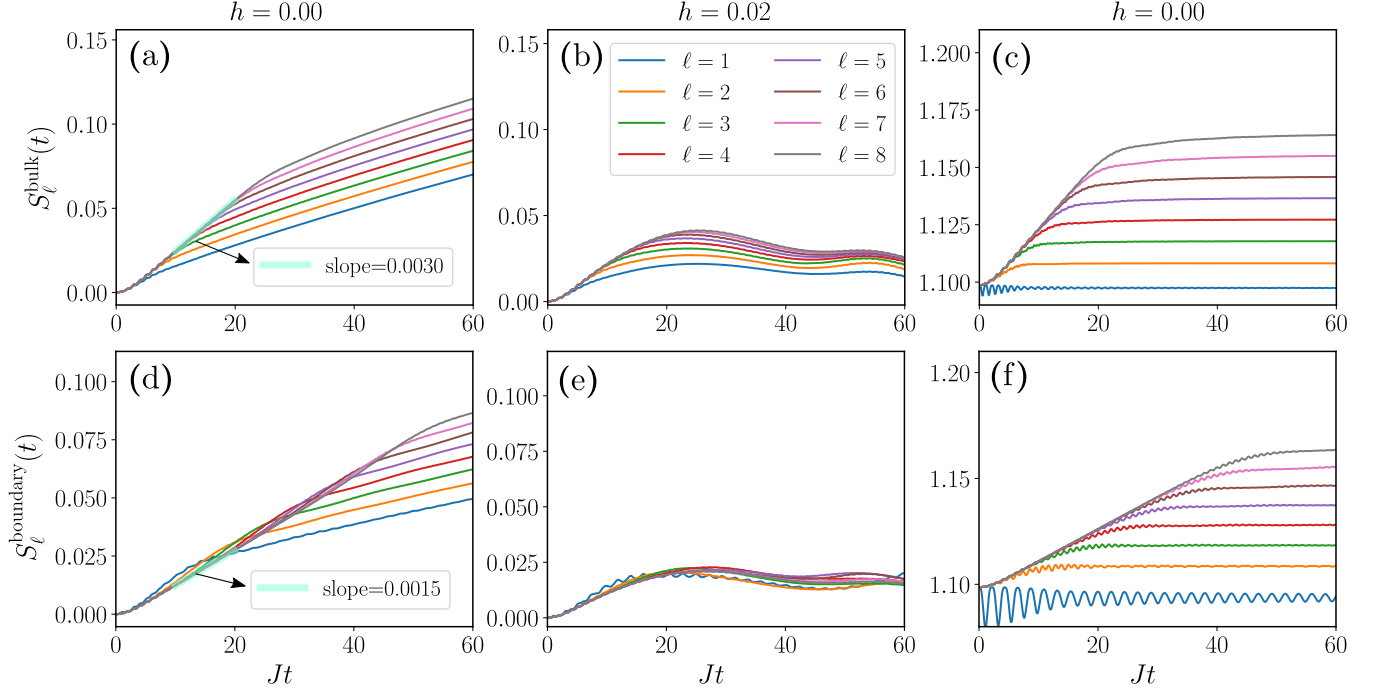 h = 0.00
h = 0.02
h = 0.00
(a)
0.15
0.10
0.05
0.00
S_ℓ^bulk(t)
slope=0.0030
0 20 40 60
(b)
0.15
0.10
0.05
0.00
ℓ = 1 ℓ = 5
ℓ = 2 ℓ = 6
ℓ = 3 ℓ = 7
ℓ = 4 ℓ = 8
0 20 40 60
(c)
1.200
1.175
1.150
1.125
1.100
0 20 40 60
(d)
0.100
0.075
0.050
0.025
0.000
S_ℓ^boundary(t)
slope=0.0015
0 20 40 60
Jt
(e)
0.100
0.075
0.050
0.025
0.000
0 20 40 60
Jt
(f)
1.20
1.15
1.10
0 20 40 60
Jt